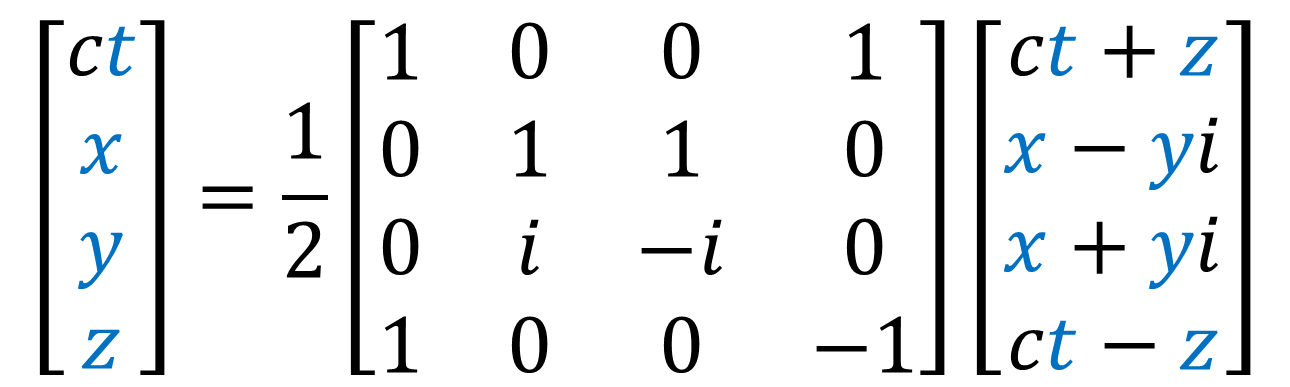 [ct] = 1/2 [1 0 0 1] [ct + z]
[x] [0 1 1 0] [x − yi]
[y] [0 i −i 0] [x + yi]
[z] [1 0 0 −1] [ct − z]